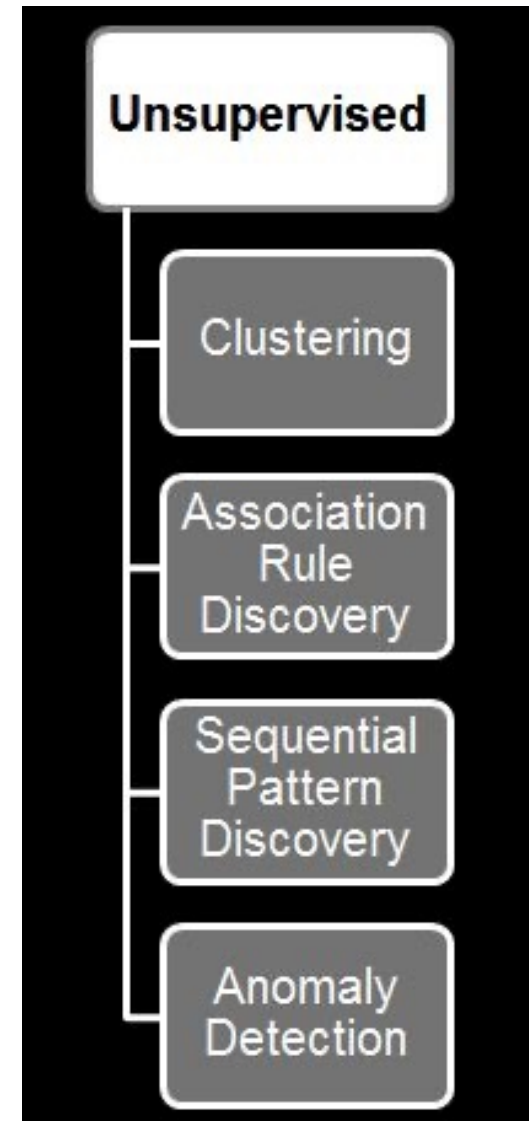 Unsupervised
Clustering
Association
Rule
Discovery
Sequential
Pattern
Discovery
Anomaly
Detection